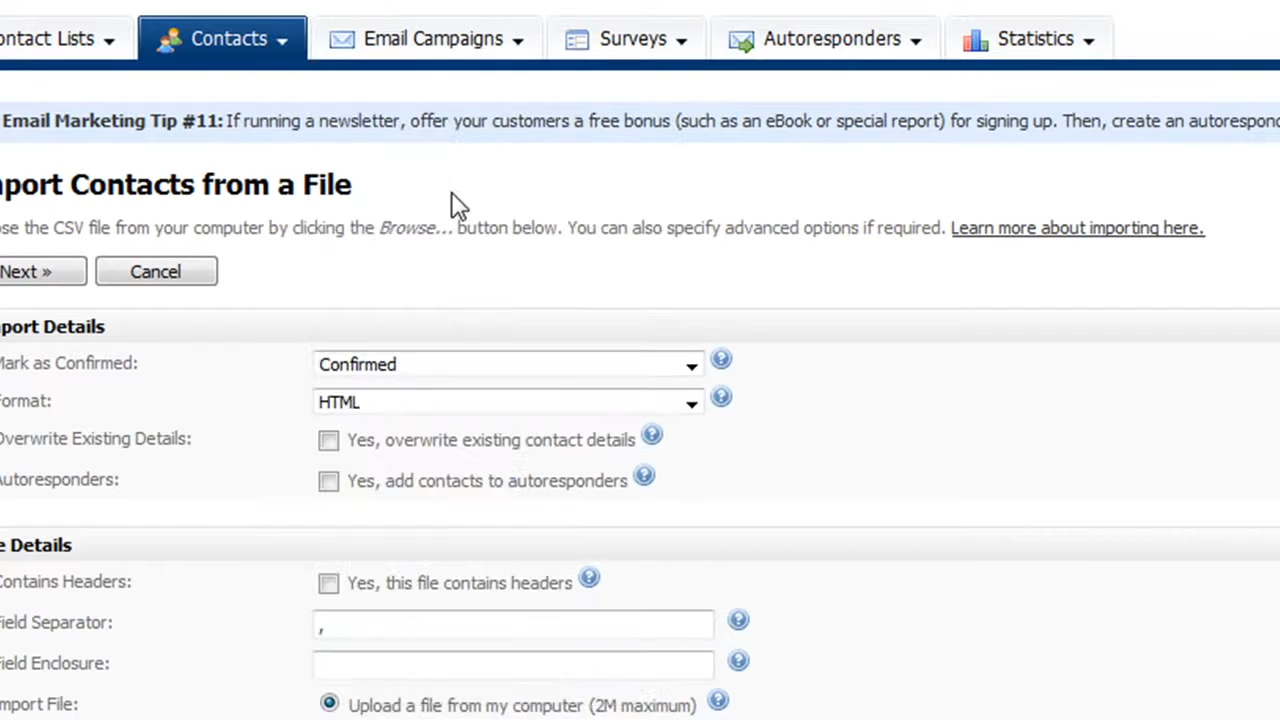 ontact Lists Contacts Email Campaigns Surveys Autoresponders Statistics
Email Marketing Tip #11: If running a newsletter, offer your customers a free bonus (such as an eBook or special report) for signing up. Then, create an autorespond
port Contacts from a File
ose the CSV file from your computer by clicking the Browse... button below. You can also specify advanced options if required. Learn more about importing here.
Next » Cancel
port Details
Mark as Confirmed: Confirmed
Format: HTML
Overwrite Existing Details: Yes, overwrite existing contact details
Autoresponders: Yes, add contacts to autoresponders
e Details
Contains Headers: Yes, this file contains headers
Field Separator: ,
Field Enclosure:
mport File: Upload a file from my computer (2M maximum)